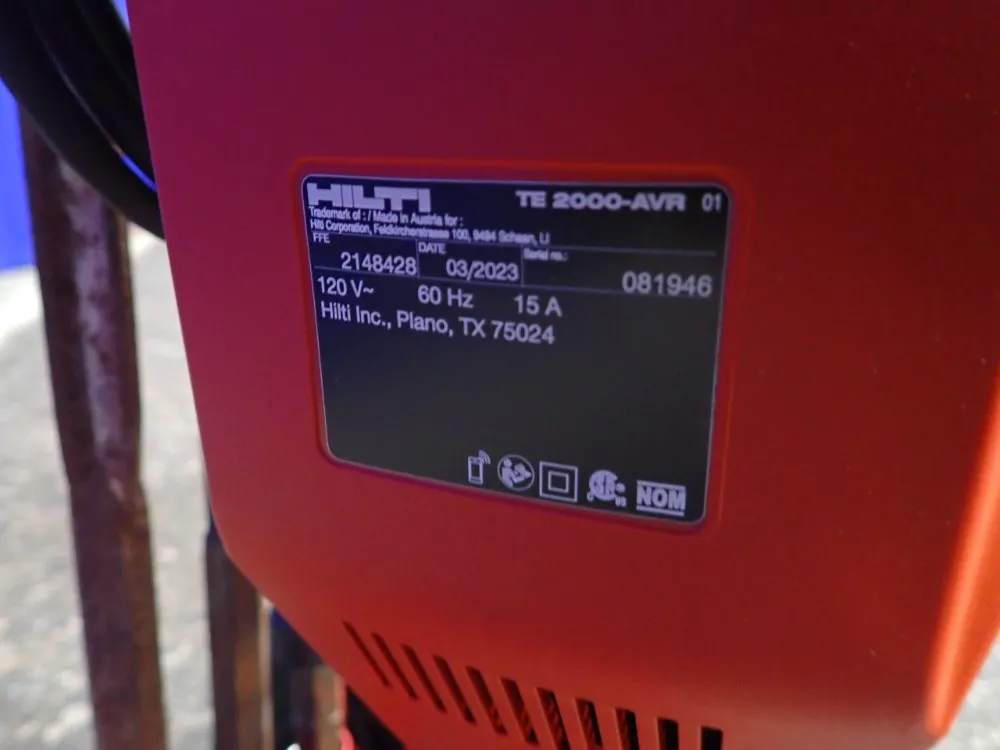 HILTI TE 2000-AVR 01
Trademark of : / Made in Austria for :
Hilti Corporation, Feldkircherstrasse 100, 9494 Schaan, LI
FFE DATE Serial no.:
2148428 03/2023 081946
120 V~ 60 Hz 15 A
Hilti Inc., Plano, TX 75024
C US NOM